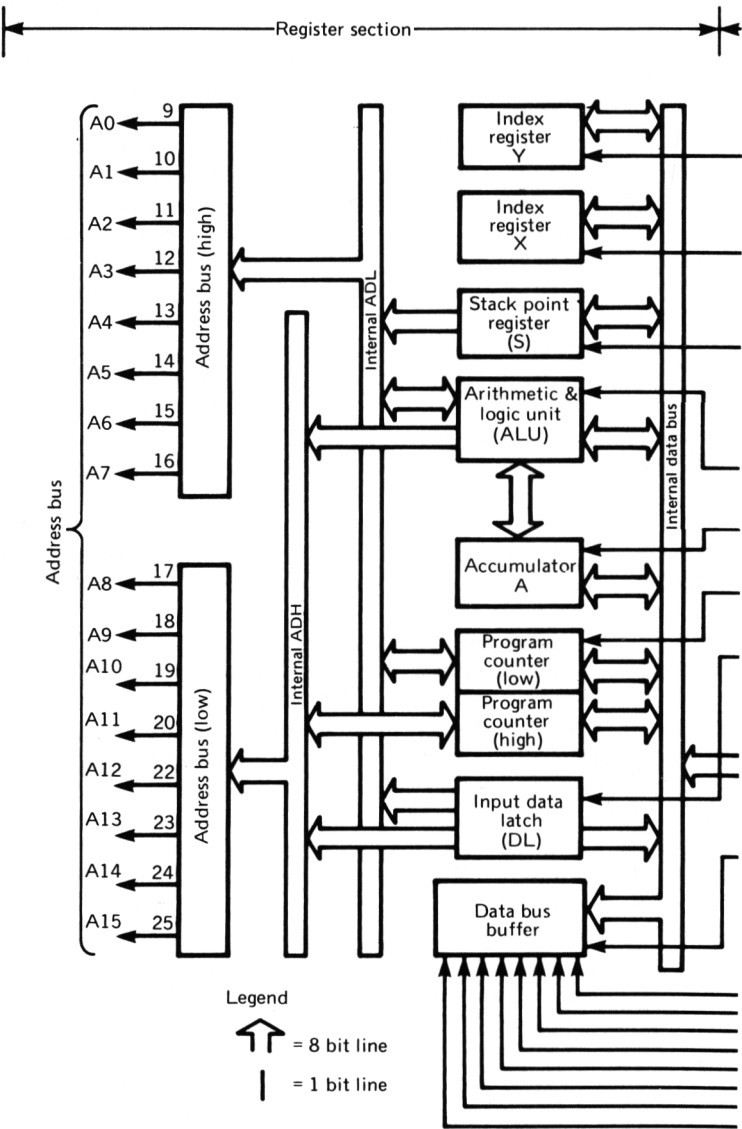 Register section
Address bus
A0
9
A1
10
A2
11
A3
12
A4
13
A5
14
A6
15
A7
16
Address bus (high)
A8
17
A9
18
A10
19
A11
20
A12
22
A13
23
A14
24
A15
25
Address bus (low)
Internal ADH
Internal ADL
Index
register
Y
Index
register
X
Stack point
register
(S)
Arithmetic &
logic unit
(ALU)
Accumulator
A
Program
counter
(low)
Program
counter
(high)
Input data
latch
(DL)
Data bus
buffer
Internal data bus
Legend
= 8 bit line
= 1 bit line